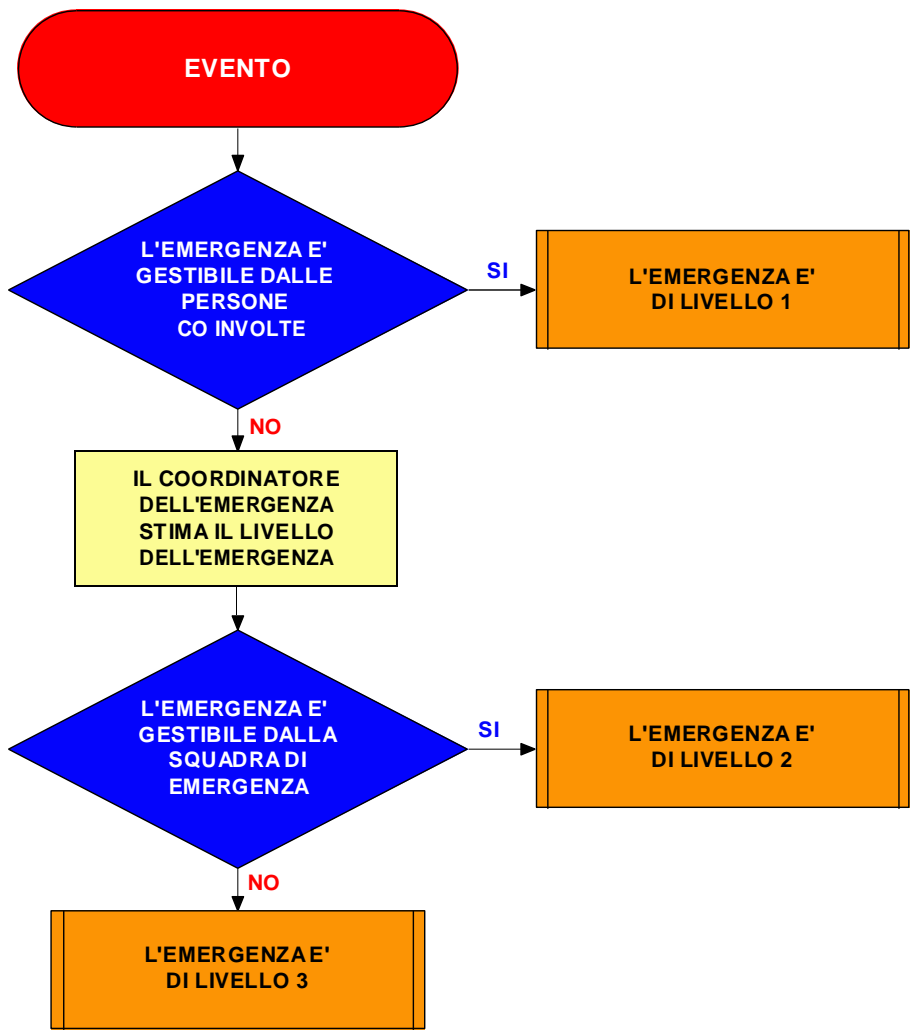 EVENTO
L'EMERGENZA E'
GESTIBILE DALLE
PERSONE
CO INVOLTE
SI
L'EMERGENZA E'
DI LIVELLO 1
NO
IL COORDINATORE
DELL'EMERGENZA
STIMA IL LIVELLO
DELL'EMERGENZA
L'EMERGENZA E'
GESTIBILE DALLA
SQUADRA DI
EMERGENZA
SI
L'EMERGENZA E'
DI LIVELLO 2
NO
L'EMERGENZA E'
DI LIVELLO 3